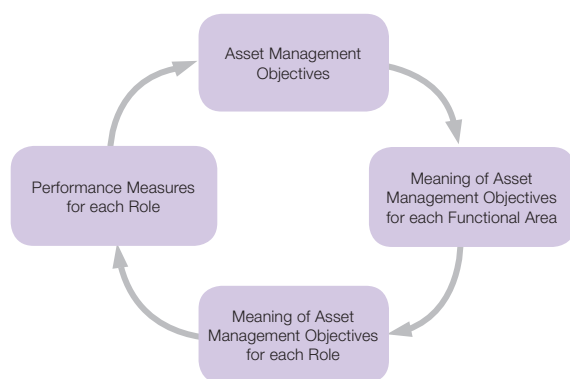 Asset Management
Objectives
Meaning of Asset
Management Objectives
for each Functional Area
Meaning of Asset
Management Objectives
for each Role
Performance Measures
for each Role